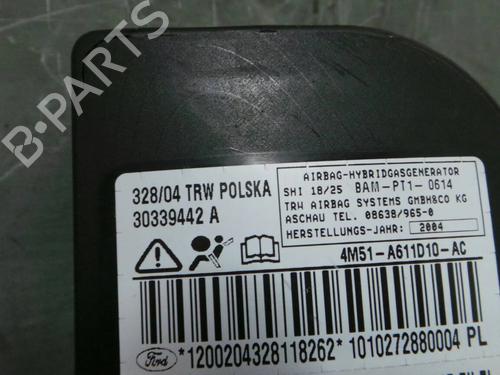 B-PARTS
328/04 TRW POLSKA
30339442 A
AIRBAG-HYBRIDGASGENERATOR
SHI 18/25 BAM-PT1-0614
TRW AIRBAG SYSTEMS GMBH&CO KG
ASCHAU TEL. 08638/965-0
HERSTELLUNGS-JAHR: 2004
4M51-A611D10-AC
Ford *1200204328118262*1010272880004 PL